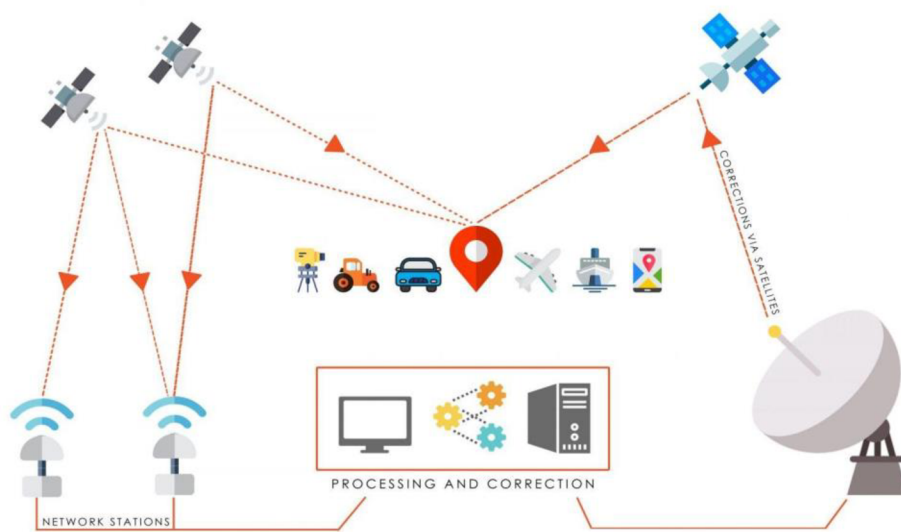 CORRECTIONS VIA SATELLITES
PROCESSING AND CORRECTION
NETWORK STATIONS